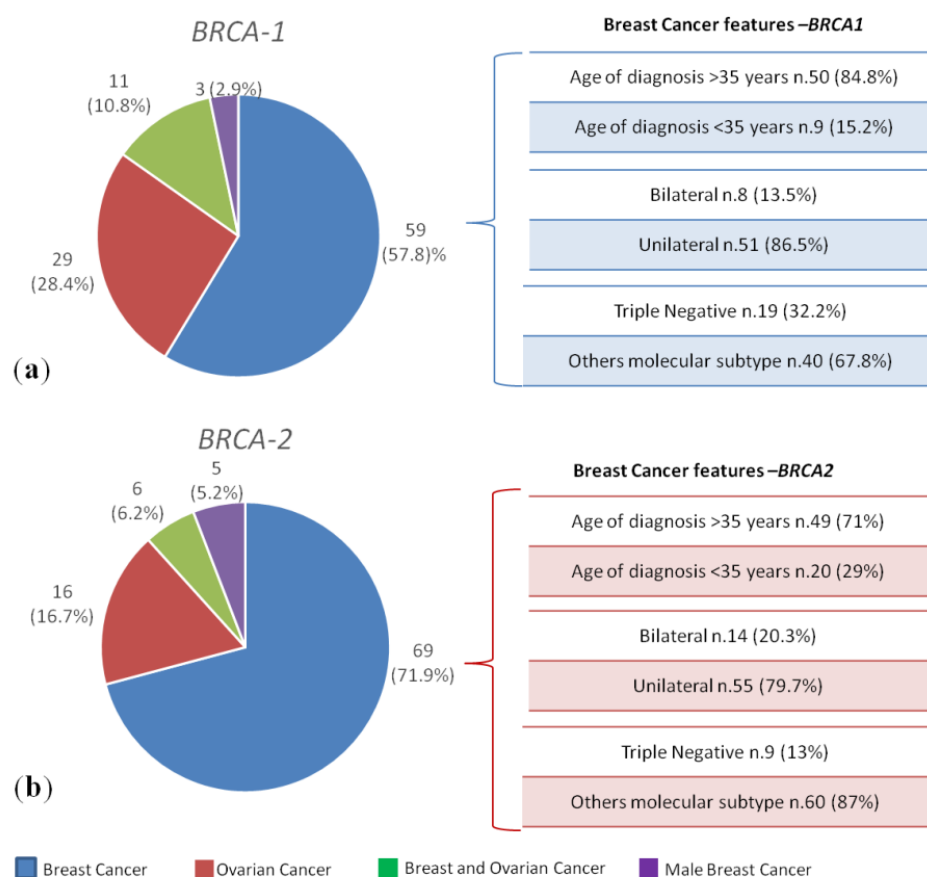 BRCA-1
11
(10.8%)
3 (2.9%)
59
(57.8)%
29
(28.4%)
(a)
Breast Cancer features –BRCA1
Age of diagnosis >35 years n.50 (84.8%)
Age of diagnosis <35 years n.9 (15.2%)
Bilateral n.8 (13.5%)
Unilateral n.51 (86.5%)
Triple Negative n.19 (32.2%)
Others molecular subtype n.40 (67.8%)
BRCA-2
6
(6.2%)
5
(5.2%)
16
(16.7%)
69
(71.9%)
(b)
Breast Cancer features –BRCA2
Age of diagnosis >35 years n.49 (71%)
Age of diagnosis <35 years n.20 (29%)
Bilateral n.14 (20.3%)
Unilateral n.55 (79.7%)
Triple Negative n.9 (13%)
Others molecular subtype n.60 (87%)
Breast Cancer
Ovarian Cancer
Breast and Ovarian Cancer
Male Breast Cancer